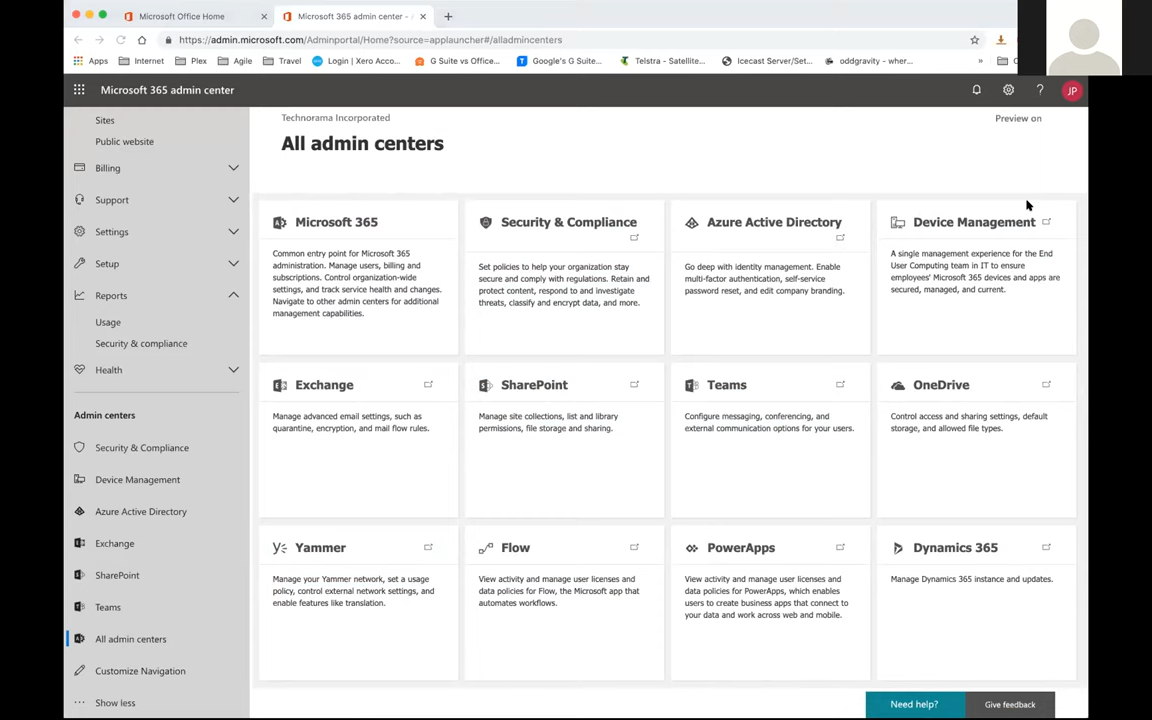 Microsoft Office Home
Microsoft 365 admin center -
https://admin.microsoft.com/Adminportal/Home?source=applauncher#/alladmincenters
Apps
Internet
Plex
Agile
Travel
Login | Xero Acco...
G Suite vs Office...
Google's G Suite...
Telstra - Satellite...
Icecast Server/Set...
oddgravity - wher...
»
Microsoft 365 admin center
?
JP
Sites
Public website
Billing
Support
Settings
Setup
Reports
Usage
Security & compliance
Health
Admin centers
Security & Compliance
Device Management
Azure Active Directory
Exchange
SharePoint
Teams
All admin centers
Customize Navigation
Show less
Technorama Incorporated
Preview on
All admin centers
Microsoft 365
Common entry point for Microsoft 365
administration. Manage users, billing and
subscriptions. Control organization-wide
settings, and track service health and changes.
Navigate to other admin centers for additional
management capabilities.
Security & Compliance
Set policies to help your organization stay
secure and comply with regulations. Retain and
protect content, respond to and investigate
threats, classify and encrypt data, and more.
Azure Active Directory
Go deep with identity management. Enable
multi-factor authentication, self-service
password reset, and edit company branding.
Device Management
A single management experience for the End
User Computing team in IT to ensure
employees' Microsoft 365 devices and apps are
secured, managed, and current.
Exchange
Manage advanced email settings, such as
quarantine, encryption, and mail flow rules.
SharePoint
Manage site collections, list and library
permissions, file storage and sharing.
Teams
Configure messaging, conferencing, and
external communication options for your users.
OneDrive
Control access and sharing settings, default
storage, and allowed file types.
Yammer
Manage your Yammer network, set a usage
policy, control external network settings, and
enable features like translation.
Flow
View activity and manage user licenses and
data policies for Flow, the Microsoft app that
automates workflows.
PowerApps
View activity and manage user licenses and
data policies for PowerApps, which enables
users to create business apps that connect to
your data and work across web and mobile.
Dynamics 365
Manage Dynamics 365 instance and updates.
Need help?
Give feedback